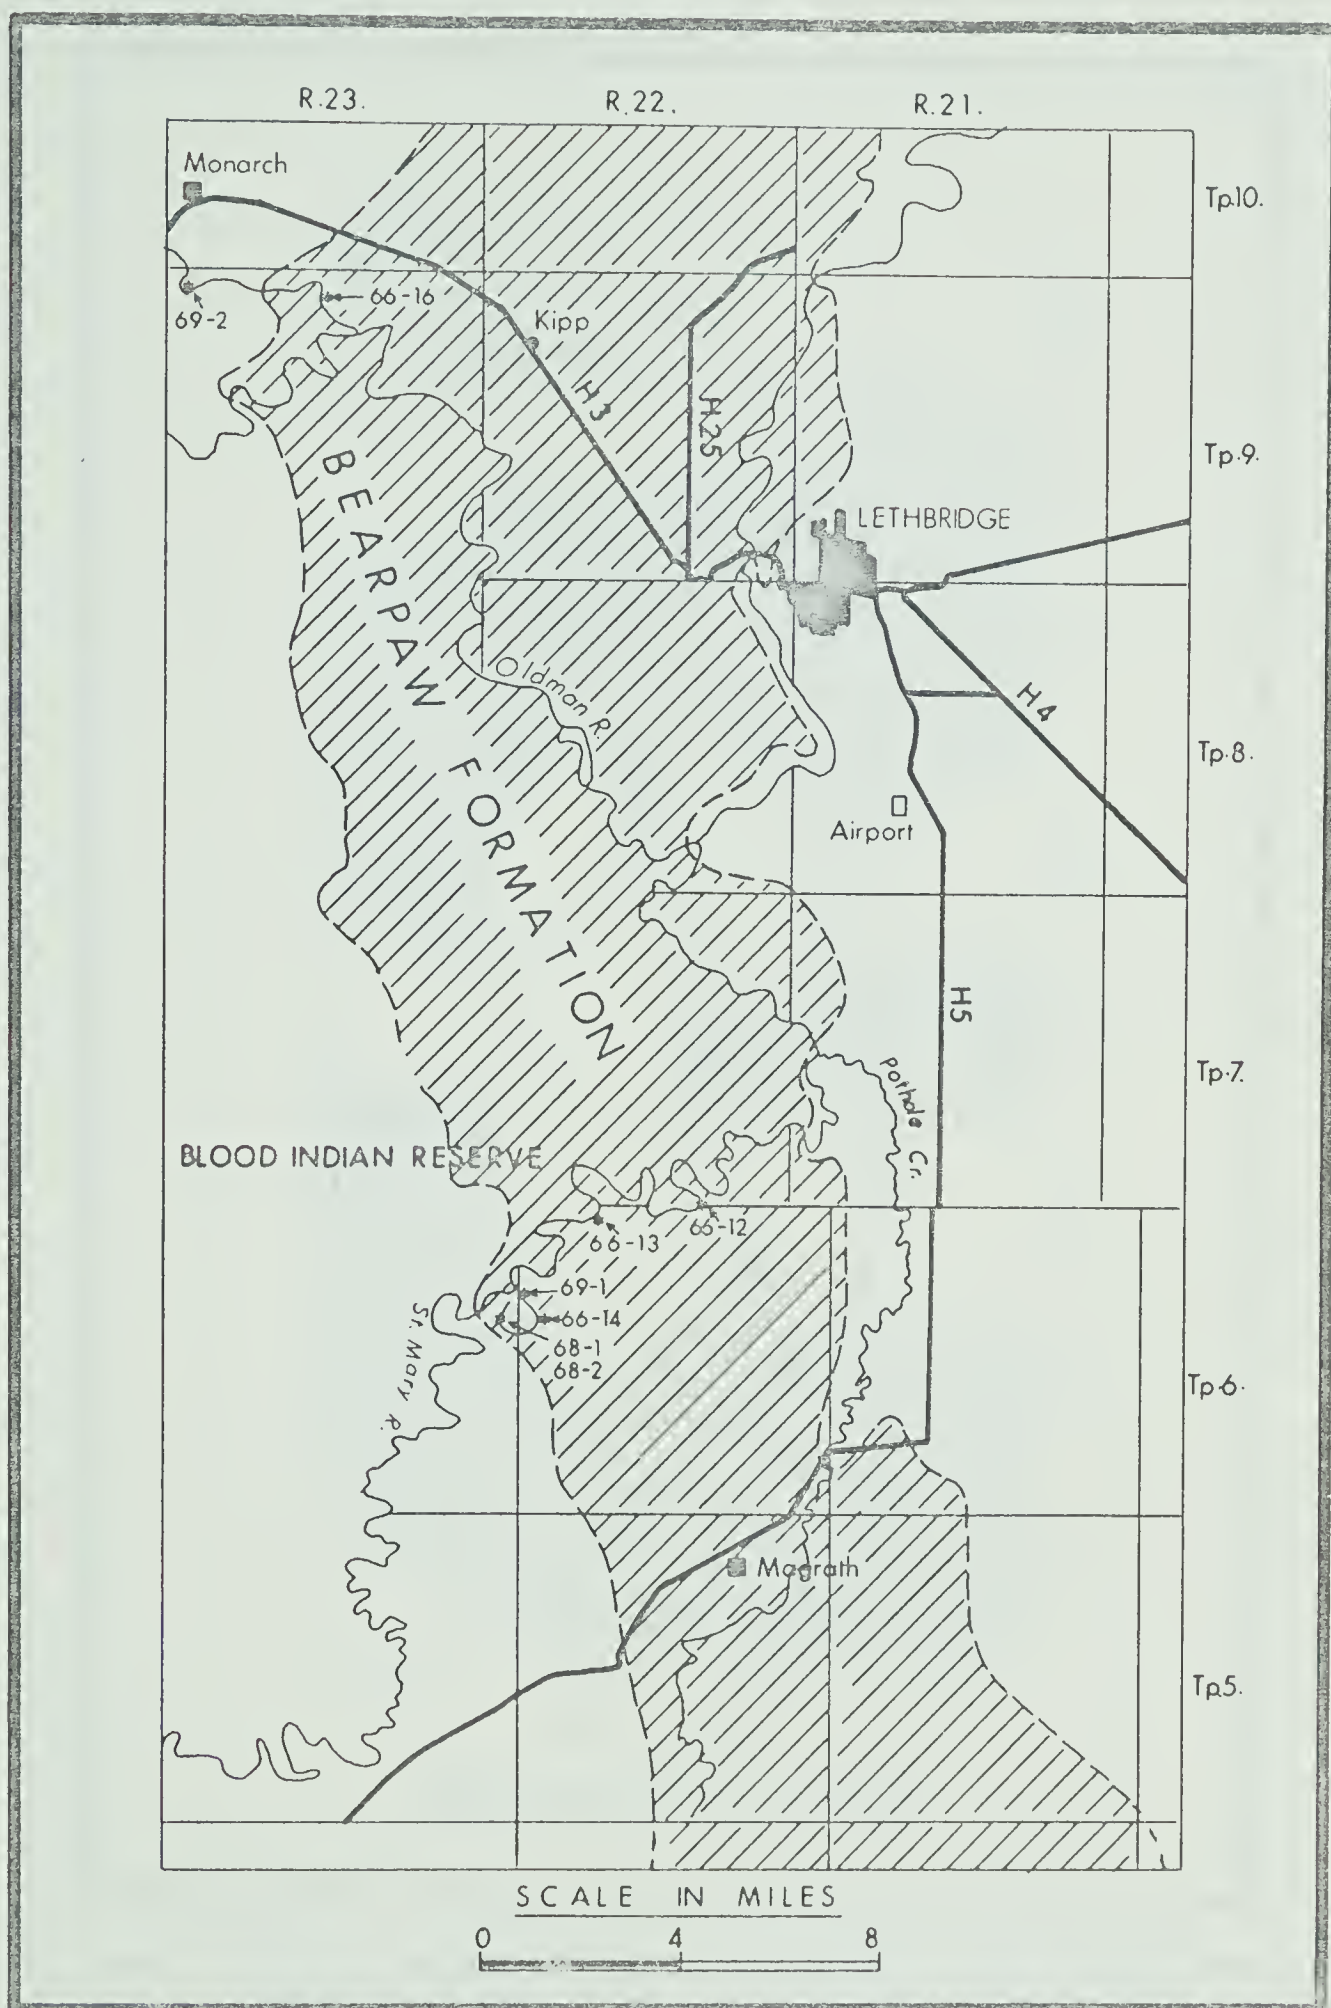 R.23. R.22. R.21.
Monarch
Tp.10.
66-16
69-2
Kipp
H3
H25
Tp.9.
LETHBRIDGE
BEARPAW FORMATION
Oldman R.
H4
Tp.8.
Airport
H5
Tp.7.
Pothole Cr.
BLOOD INDIAN RESERVE
66-13
66-12
69-1
66-14
68-1
68-2
St. Mary R.
Tp.6.
Magrath
Tp.5.
SCALE IN MILES
0 4 8